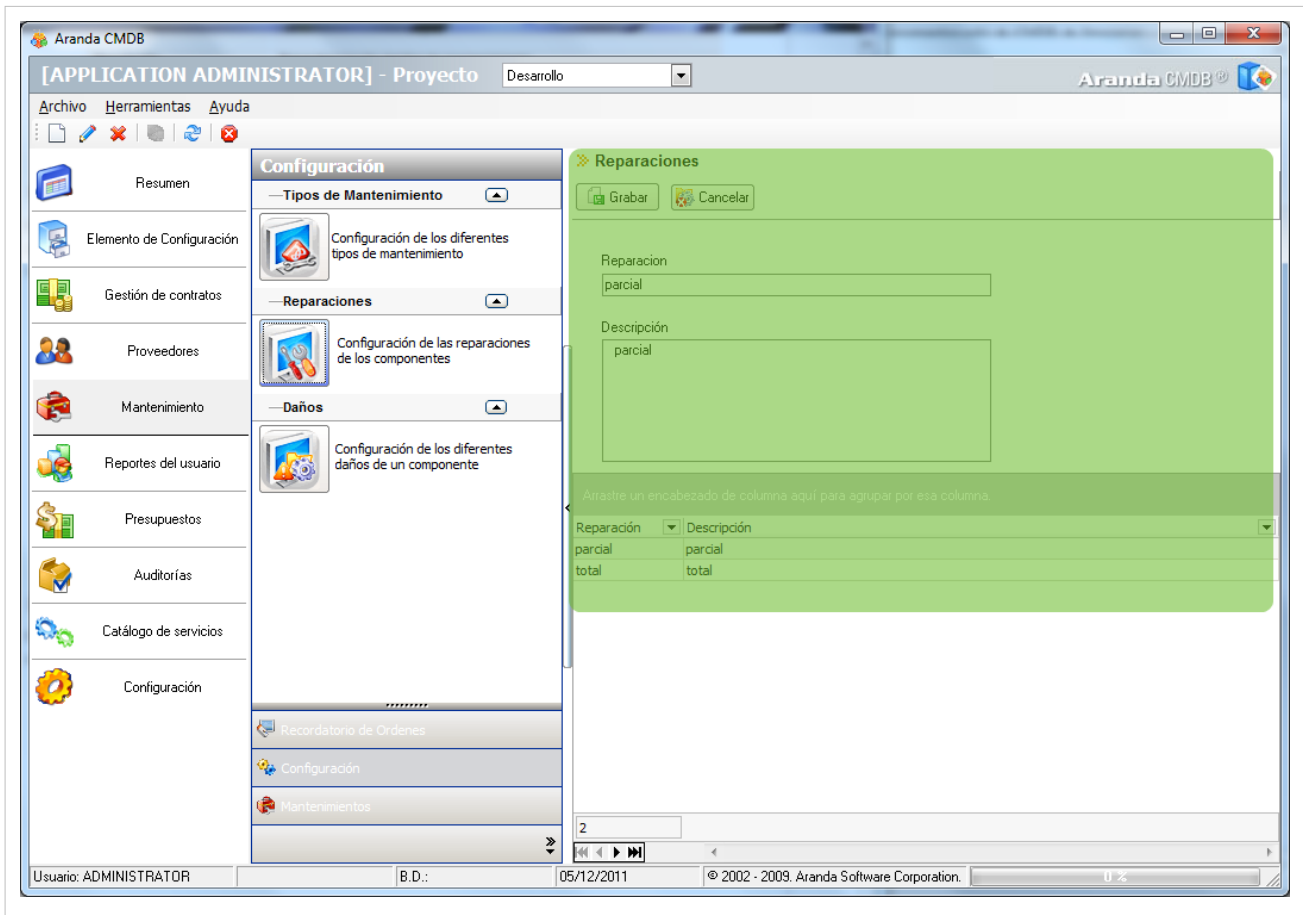 Aranda CMDB
[APPLICATION ADMINISTRATOR] - Proyecto Desarrollo
Aranda CMDB ®
Archivo Herramientas Ayuda
Resumen
Elemento de Configuración
Gestión de contratos
Proveedores
Mantenimiento
Reportes del usuario
Presupuestos
Auditorías
Catálogo de servicios
Configuración
Configuración
Tipos de Mantenimiento
Configuración de los diferentes
tipos de mantenimiento
Reparaciones
Configuración de las reparaciones
de los componentes
Daños
Configuración de los diferentes
daños de un componente
Recordatorio de Ordenes
Configuración
Mantenimientos
Reparaciones
Grabar Cancelar
Reparacion
parcial
Descripción
parcial
Arrastre un encabezado de columna aquí para agrupar por esa columna.
Reparación Descripción
parcial parcial
total total
2
Usuario: ADMINISTRATOR B.D.: 05/12/2011 © 2002 - 2009. Aranda Software Corporation. 0 %